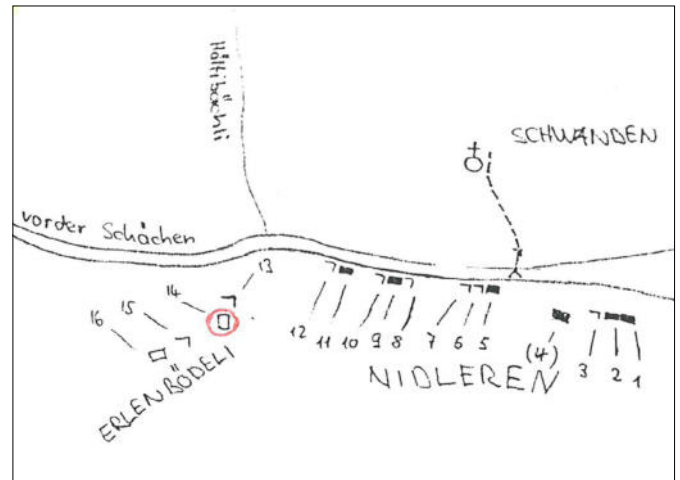 Hältibächli
SCHWANDEN
vorder Schächen
13
14
15
16
12 11 10 9 8 7 6 5 (4) 3 2 1
NIDLEREN
ERLENBÖDELI